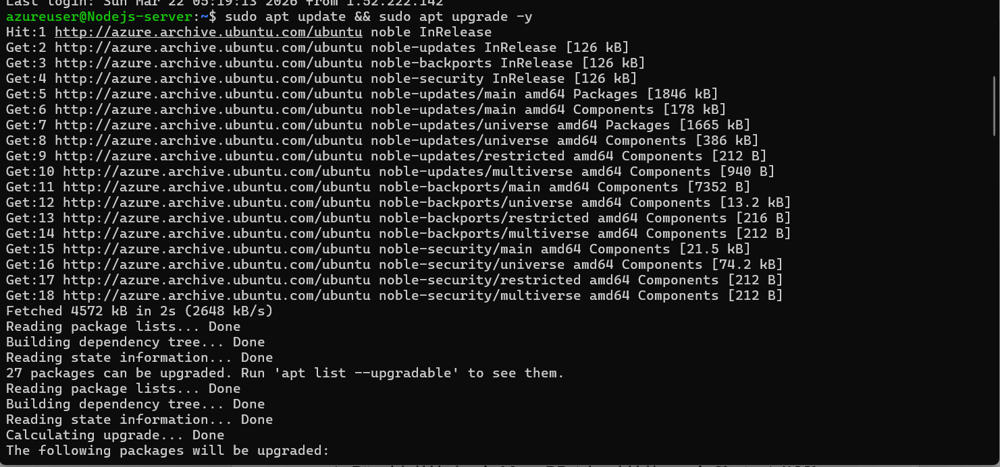 Last login: Sun Mar 22 05:19:13 2026 from 1.52.222.142
azureuser@Nodejs-server:~$ sudo apt update && sudo apt upgrade -y
Hit:1 http://azure.archive.ubuntu.com/ubuntu noble InRelease
Get:2 http://azure.archive.ubuntu.com/ubuntu noble-updates InRelease [126 kB]
Get:3 http://azure.archive.ubuntu.com/ubuntu noble-backports InRelease [126 kB]
Get:4 http://azure.archive.ubuntu.com/ubuntu noble-security InRelease [126 kB]
Get:5 http://azure.archive.ubuntu.com/ubuntu noble-updates/main amd64 Packages [1846 kB]
Get:6 http://azure.archive.ubuntu.com/ubuntu noble-updates/main amd64 Components [178 kB]
Get:7 http://azure.archive.ubuntu.com/ubuntu noble-updates/universe amd64 Packages [1665 kB]
Get:8 http://azure.archive.ubuntu.com/ubuntu noble-updates/universe amd64 Components [386 kB]
Get:9 http://azure.archive.ubuntu.com/ubuntu noble-updates/restricted amd64 Components [212 B]
Get:10 http://azure.archive.ubuntu.com/ubuntu noble-updates/multiverse amd64 Components [940 B]
Get:11 http://azure.archive.ubuntu.com/ubuntu noble-backports/main amd64 Components [7352 B]
Get:12 http://azure.archive.ubuntu.com/ubuntu noble-backports/universe amd64 Components [13.2 kB]
Get:13 http://azure.archive.ubuntu.com/ubuntu noble-backports/restricted amd64 Components [216 B]
Get:14 http://azure.archive.ubuntu.com/ubuntu noble-backports/multiverse amd64 Components [212 B]
Get:15 http://azure.archive.ubuntu.com/ubuntu noble-security/main amd64 Components [21.5 kB]
Get:16 http://azure.archive.ubuntu.com/ubuntu noble-security/universe amd64 Components [74.2 kB]
Get:17 http://azure.archive.ubuntu.com/ubuntu noble-security/restricted amd64 Components [212 B]
Get:18 http://azure.archive.ubuntu.com/ubuntu noble-security/multiverse amd64 Components [212 B]
Fetched 4572 kB in 2s (2648 kB/s)
Reading package lists... Done
Building dependency tree... Done
Reading state information... Done
27 packages can be upgraded. Run 'apt list --upgradable' to see them.
Reading package lists... Done
Building dependency tree... Done
Reading state information... Done
Calculating upgrade... Done
The following packages will be upgraded: